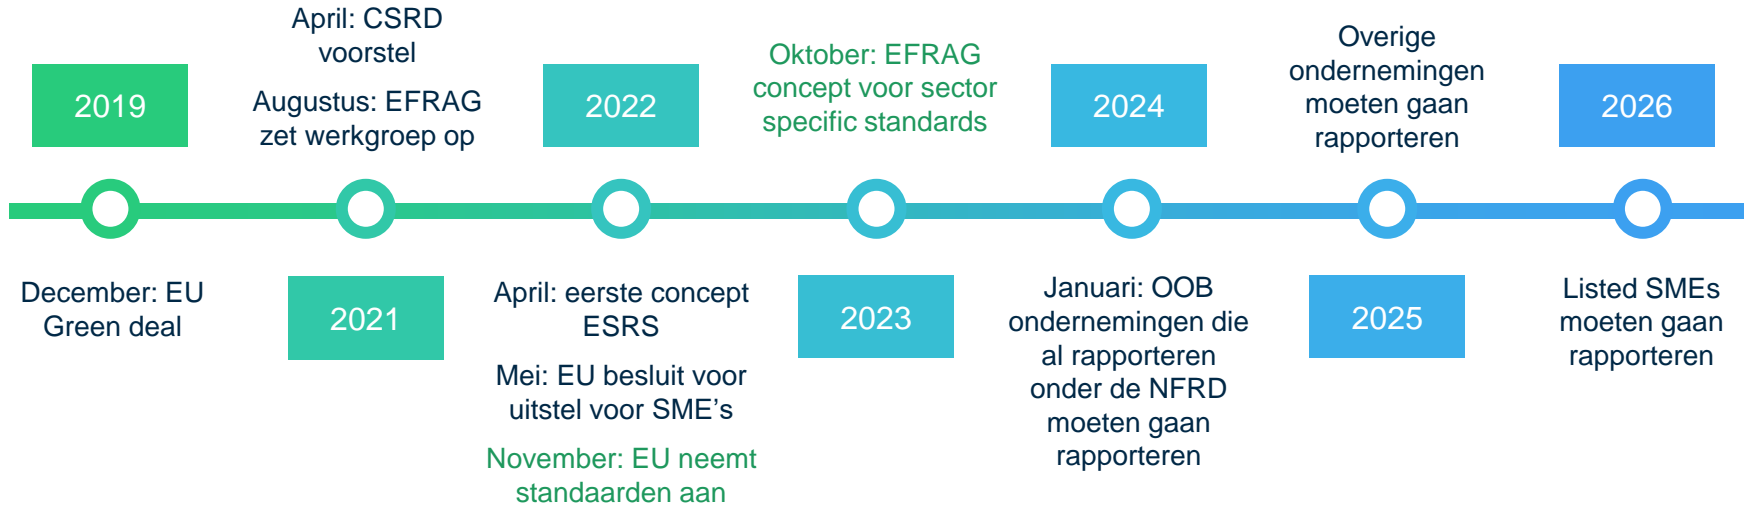 2019
December: EU
Green deal
April: CSRD
voorstel
Augustus: EFRAG
zet werkgroep op
2021
2022
April: eerste concept
ESRS
Mei: EU besluit voor
uitstel voor SME’s
November: EU neemt
standaarden aan
Oktober: EFRAG
concept voor sector
specific standards
2023
2024
Januari: OOB
ondernemingen die
al rapporteren
onder de NFRD
moeten gaan
rapporteren
Overige
ondernemingen
moeten gaan
rapporteren
2025
2026
Listed SMEs
moeten gaan
rapporteren